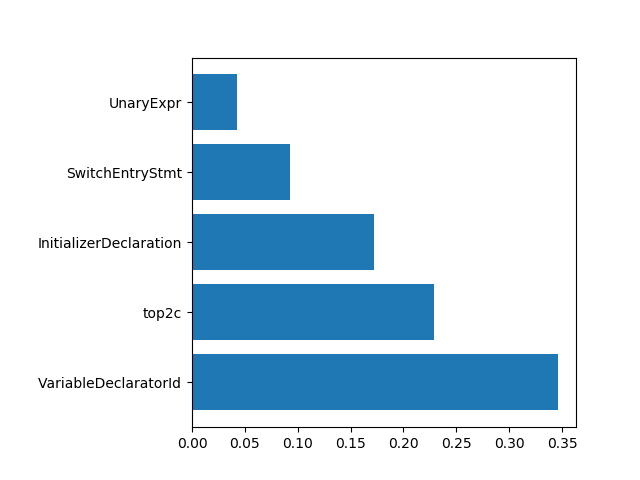 UnaryExpr
SwitchEntryStmt
InitializerDeclaration
top2c
VariableDeclaratorId
0.00 0.05 0.10 0.15 0.20 0.25 0.30 0.35